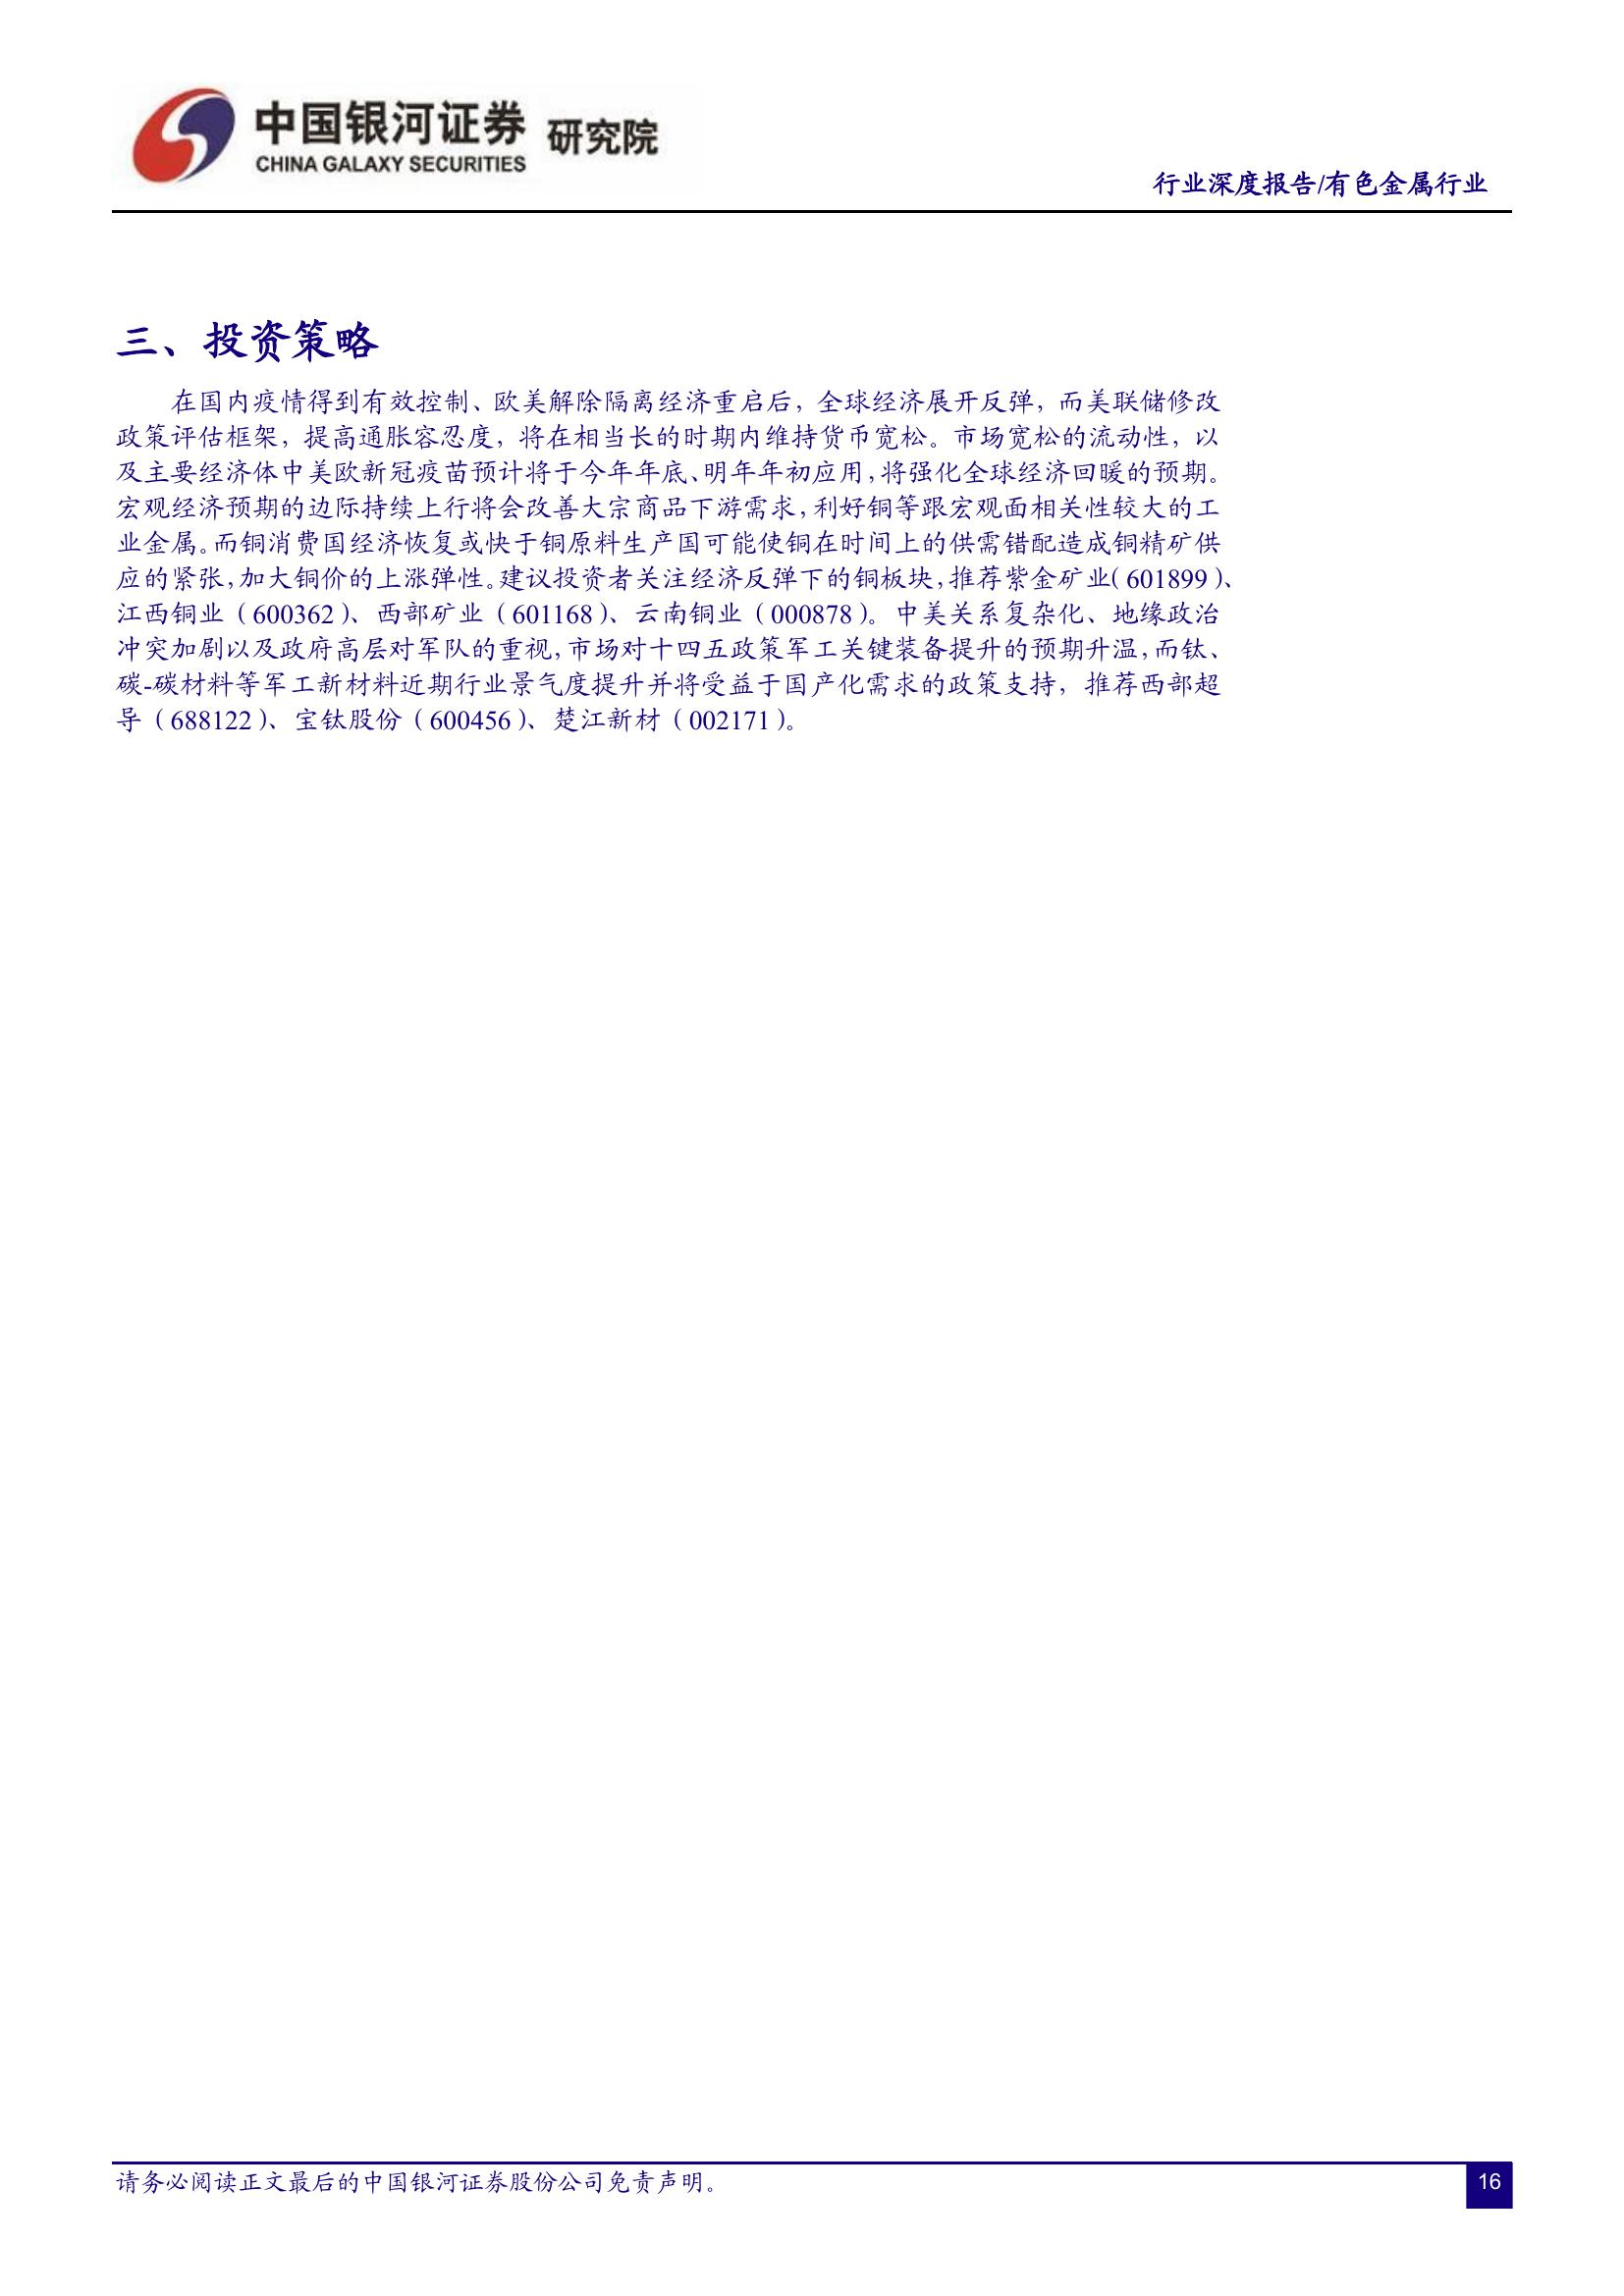 中国银河证券 研究院
CHINA GALAXY SECURITIES
行业深度报告/有色金属行业
三、投资策略
在国内疫情得到有效控制、欧美解除隔离经济重启后，全球经济展开反弹，而美联储修改
政策评估框架，提高通胀容忍度，将在相当长的时期内维持货币宽松。市场宽松的流动性，以
及主要经济体中美欧新冠疫苗预计将于今年年底、明年年初应用，将强化全球经济回暖的预期。
宏观经济预期的边际持续上行将会改善大宗商品下游需求，利好铜等跟宏观面相关性较大的工
业金属。而铜消费国经济恢复或快于铜原料生产国可能使铜在时间上的供需错配造成铜精矿供
应的紧张，加大铜价的上涨弹性。建议投资者关注经济反弹下的铜板块，推荐紫金矿业（601899）、
江西铜业（600362）、西部矿业（601168）、云南铜业（000878）。中美关系复杂化、地缘政治
冲突加剧以及政府高层对军队的重视，市场对十四五政策军工关键装备提升的预期升温，而钛、
碳-碳材料等军工新材料近期行业景气度提升并将受益于国产化需求的政策支持，推荐西部超
导（688122）、宝钛股份（600456）、楚江新材（002171）。
请务必阅读正文最后的中国银河证券股份公司免责声明。
16